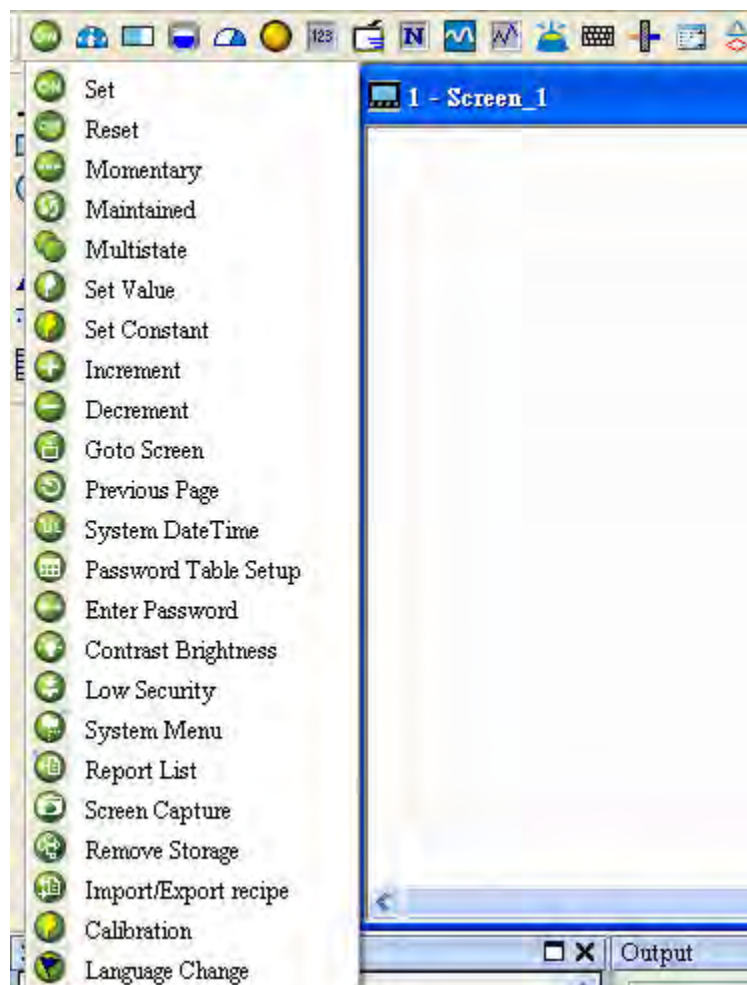 ON
123
N
1 - Screen_1
Set
Reset
Momentary
Maintained
Multistate
Set Value
Set Constant
Increment
Decrement
Goto Screen
Previous Page
System DateTime
Password Table Setup
Enter Password
Contrast Brightness
Low Security
System Menu
Report List
Screen Capture
Remove Storage
Import/Export recipe
Calibration
Language Change
Output